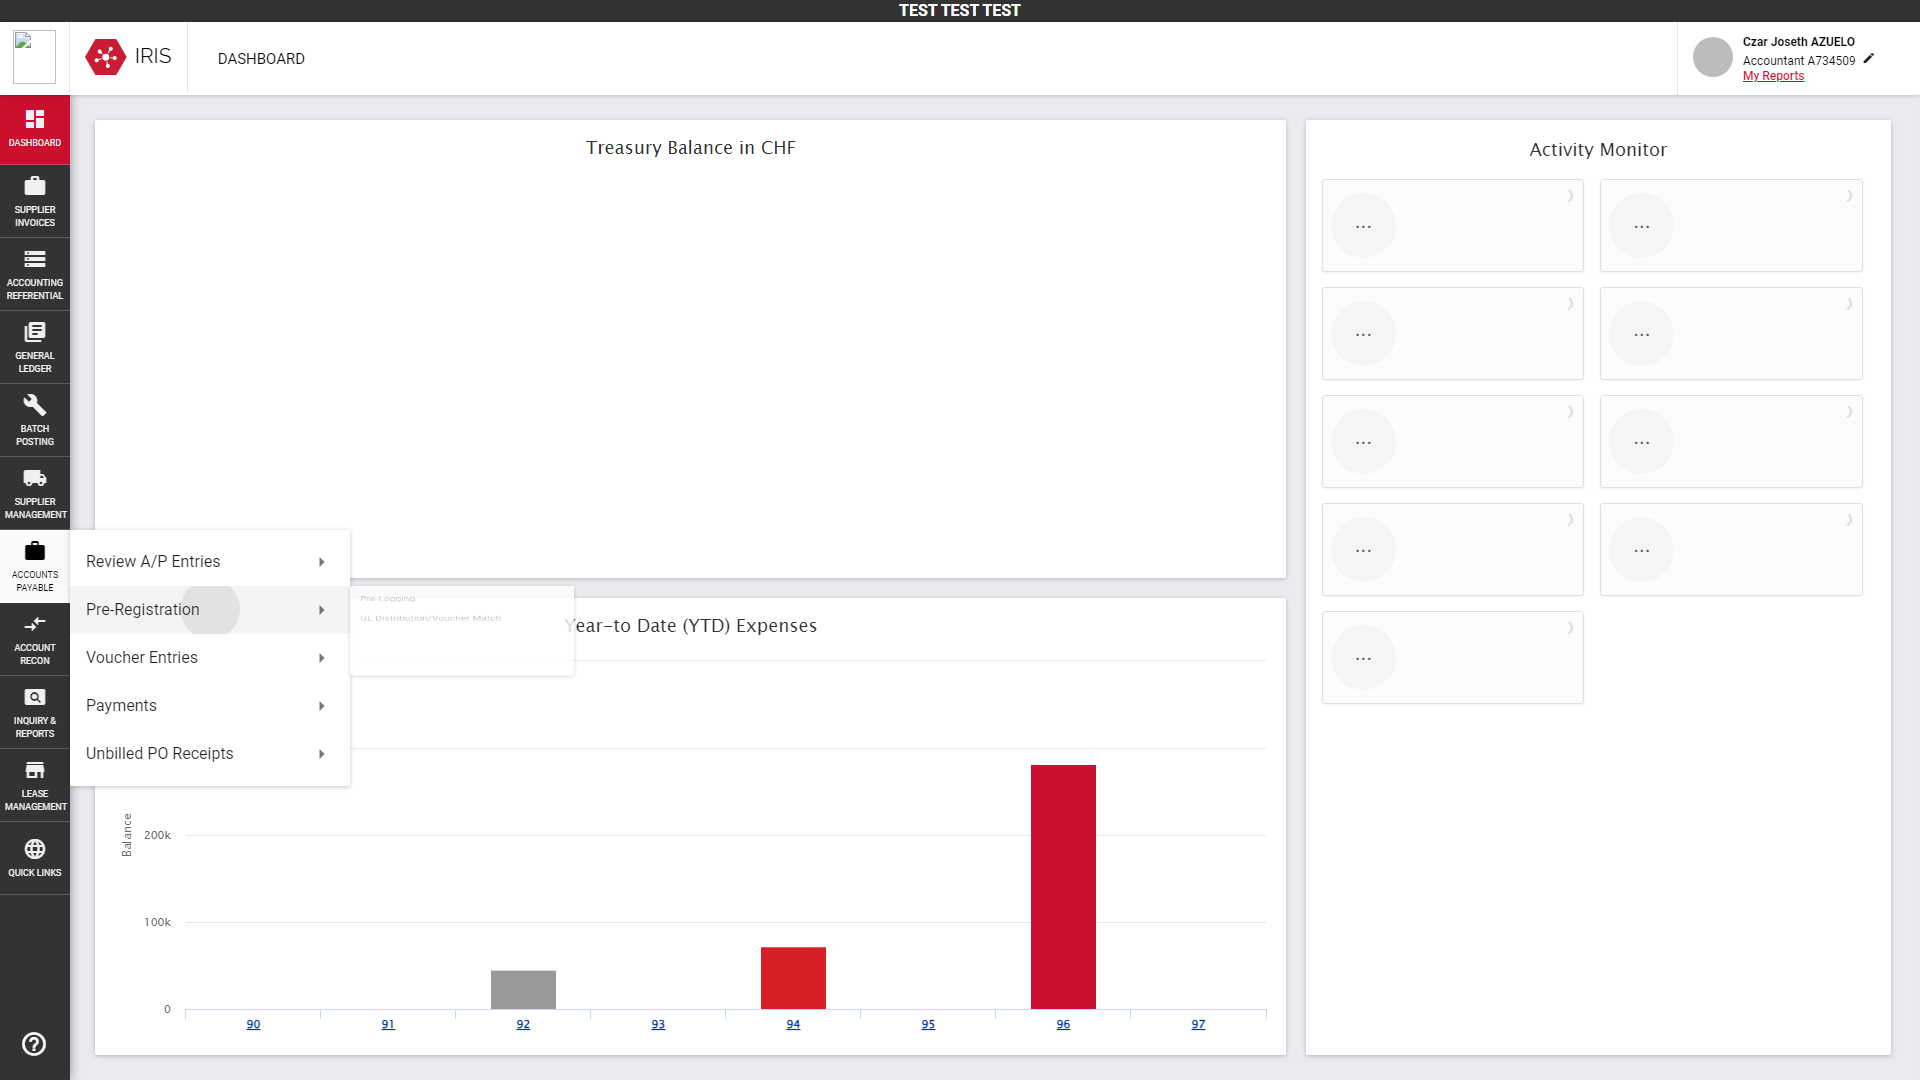 TEST TEST TEST
IRIS
DASHBOARD
Czar Joseth AZUELO
Accountant A734509
My Reports
DASHBOARD
SUPPLIER
INVOICES
ACCOUNTING
REFERENTIAL
GENERAL
LEDGER
BATCH
POSTING
SUPPLIER
MANAGEMENT
ACCOUNTS
PAYABLE
ACCOUNT
RECON
INQUIRY &
REPORTS
LEASE
MANAGEMENT
QUICK LINKS
Review A/P Entries
Pre-Registration
Voucher Entries
Payments
Unbilled PO Receipts
Pre-Logging
GL Distribution/Voucher Match
Treasury Balance in CHF
Year-to Date (YTD) Expenses
Balance
200k
100k
0
90 91 92 93 94 95 96 97
Activity Monitor
... ...
... ...
... ...
... ...
...